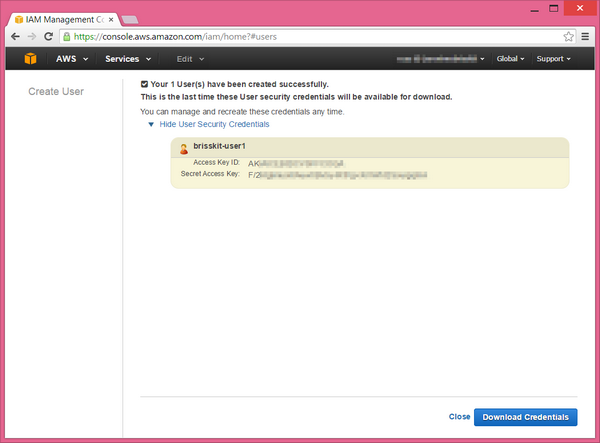 IAM Management Co
https://console.aws.amazon.com/iam/home?#users
AWS Services Edit Global Support
Create User
Your 1 User(s) have been created successfully.
This is the last time these User security credentials will be available for download.
You can manage and recreate these credentials any time.
Hide User Security Credentials
brisskit-user1
Access Key ID: AK
Secret Access Key: F/2
Close Download Credentials